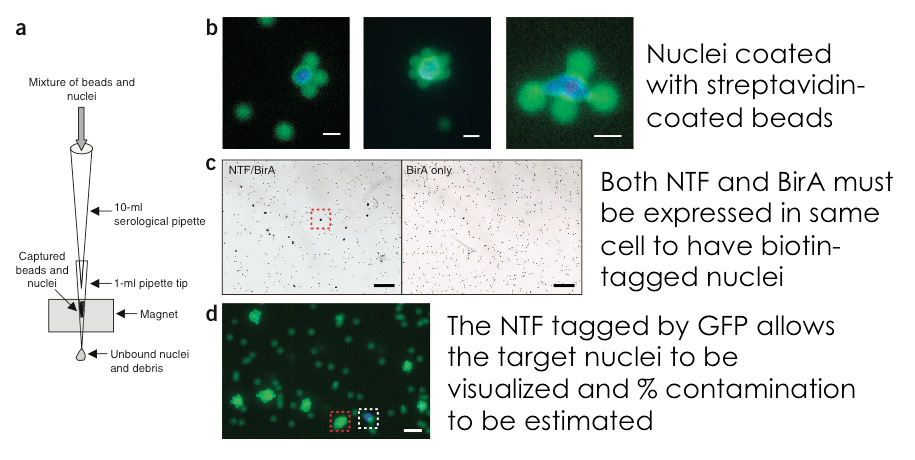 a
Mixture of beads and
nuclei
10-ml
serological pipette
Captured
beads and
nuclei
1-ml pipette tip
Magnet
Unbound nuclei
and debris
b
Nuclei coated
with streptavidin-
coated beads
c
NTF/BirA
BirA only
Both NTF and BirA must
be expressed in same
cell to have biotin-
tagged nuclei
d
The NTF tagged by GFP allows
the target nuclei to be
visualized and % contamination
to be estimated